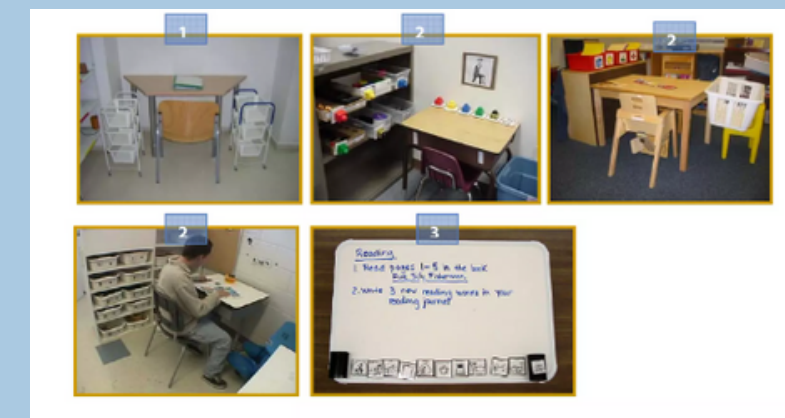 1
2
2
2
3
Reading
1. Read pages 1-5 in the book
2. Write 3 new reading words in your
reading journal